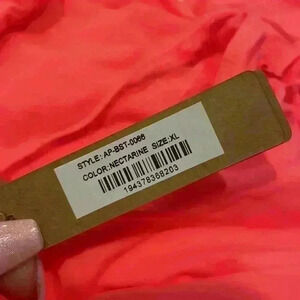 STYLE: AP-BST-0066
COLOR:NECTARINE SIZE:XL
194378368203